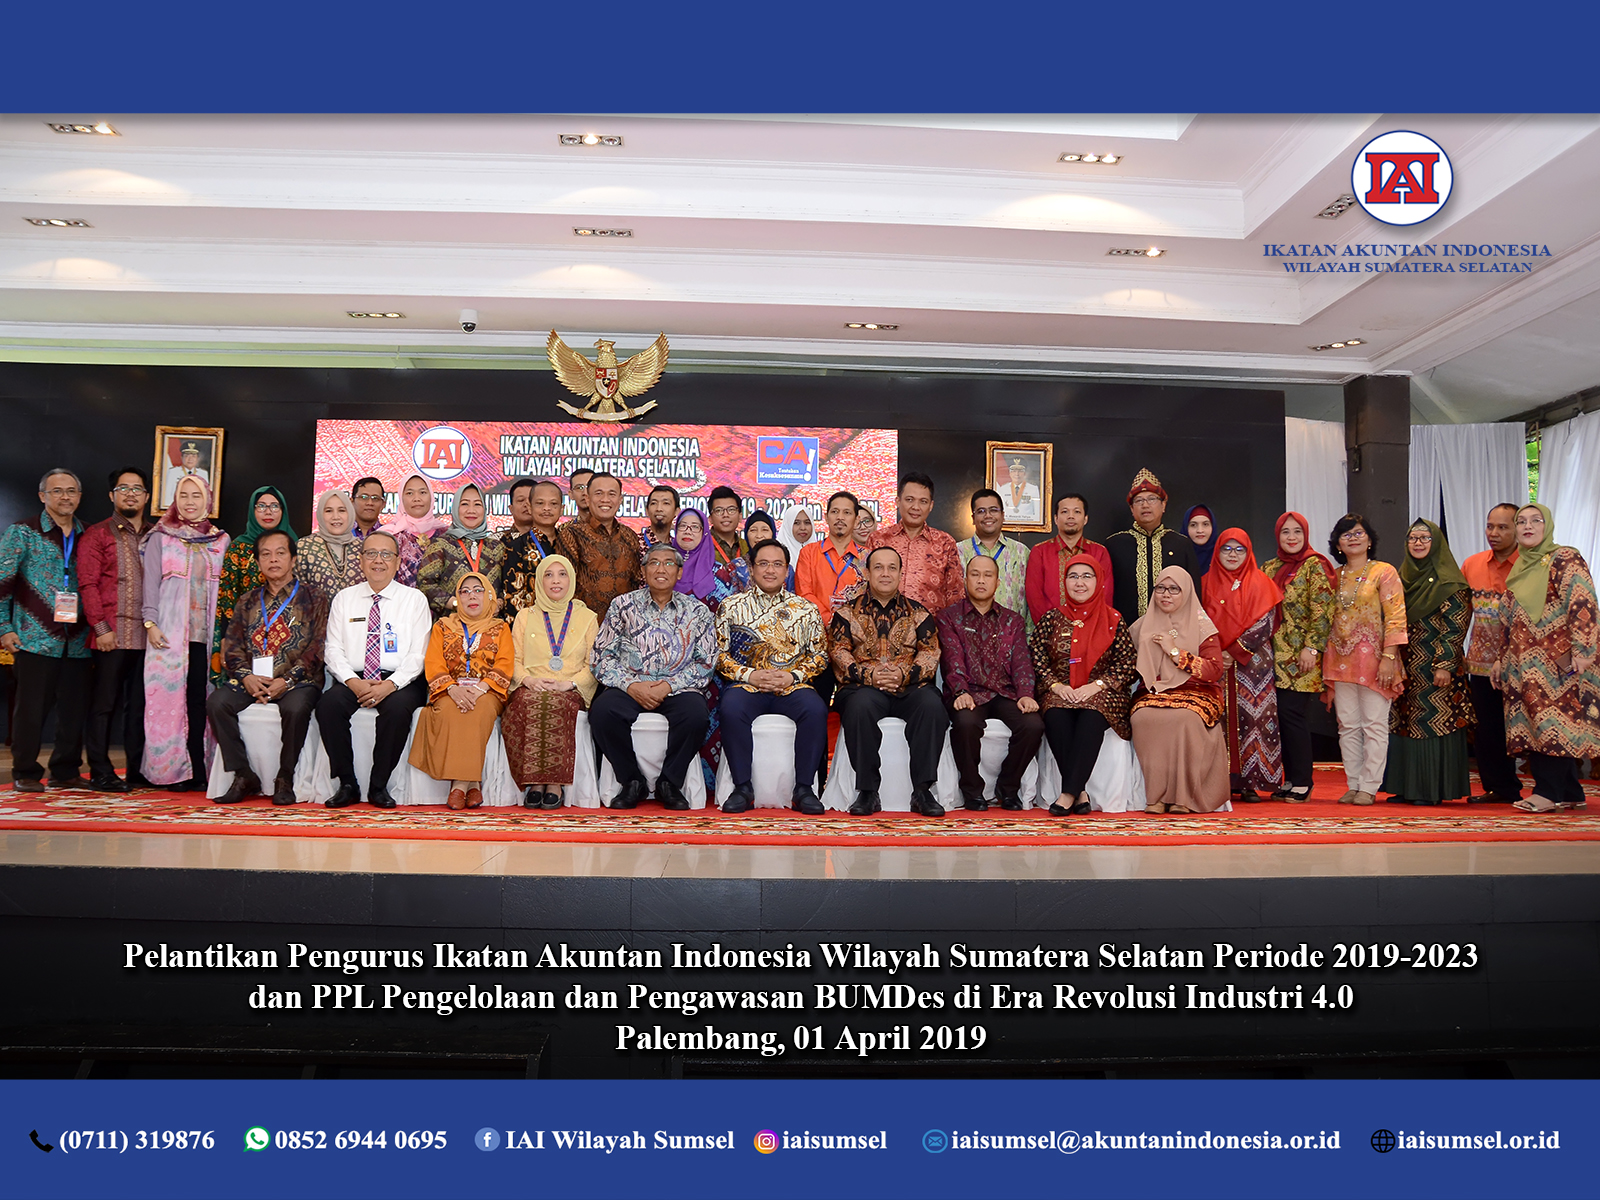 IAI
IKATAN AKUNTAN INDONESIA
WILAYAH SUMATERA SELATAN
IAI
IKATAN AKUNTAN INDONESIA
WILAYAH SUMATERA SELATAN
CA!
Tentukan
Kesuksesanmu
Pelantikan Pengurus Ikatan Akuntan Indonesia Wilayah Sumatera Selatan Periode 2019-2023
dan PPL Pengelolaan dan Pengawasan BUMDes di Era Revolusi Industri 4.0
Palembang, 01 April 2019
(0711) 319876 0852 6944 0695 IAI Wilayah Sumsel iaisumsel iaisumsel@akuntanindonesia.or.id iaisumsel.or.id